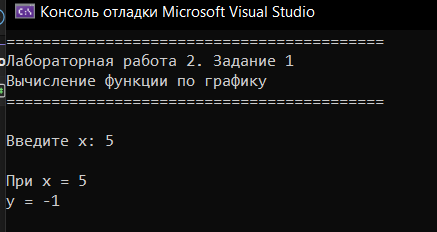 Консоль отладки Microsoft Visual Studio
==========================================
Лабораторная работа 2. Задание 1
Вычисление функции по графику
==========================================
Введите x: 5
При x = 5
y = -1